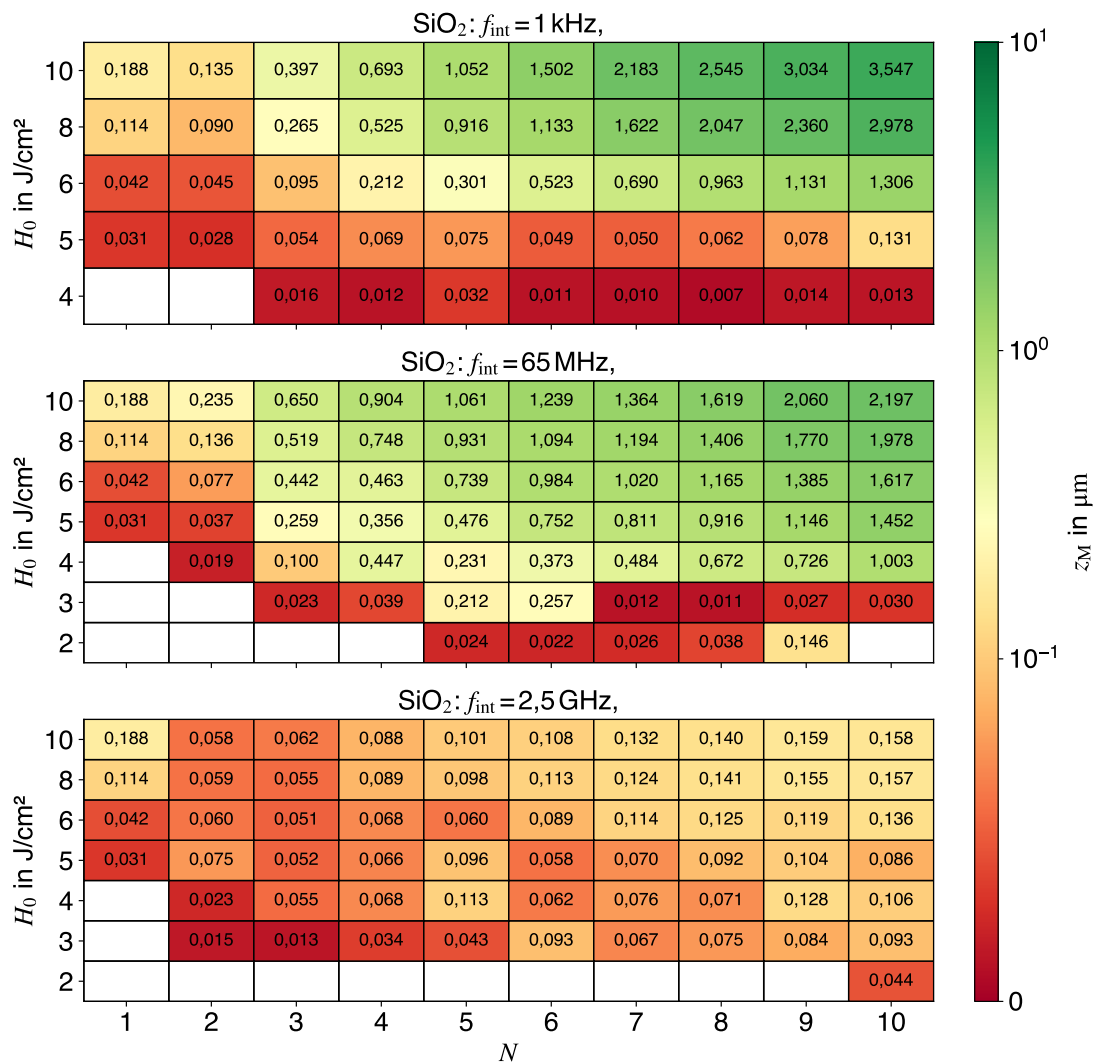 SiO₂: f_int = 1 kHz,
10 0,188 0,135 0,397 0,693 1,052 1,502 2,183 2,545 3,034 3,547
8 0,114 0,090 0,265 0,525 0,916 1,133 1,622 2,047 2,360 2,978
6 0,042 0,045 0,095 0,212 0,301 0,523 0,690 0,963 1,131 1,306
5 0,031 0,028 0,054 0,069 0,075 0,049 0,050 0,062 0,078 0,131
4 0,016 0,012 0,032 0,011 0,010 0,007 0,014 0,013
H₀ in J/cm²
SiO₂: f_int = 65 MHz,
10 0,188 0,235 0,650 0,904 1,061 1,239 1,364 1,619 2,060 2,197
8 0,114 0,136 0,519 0,748 0,931 1,094 1,194 1,406 1,770 1,978
6 0,042 0,077 0,442 0,463 0,739 0,984 1,020 1,165 1,385 1,617
5 0,031 0,037 0,259 0,356 0,476 0,752 0,811 0,916 1,146 1,452
4 0,019 0,100 0,447 0,231 0,373 0,484 0,672 0,726 1,003
3 0,023 0,039 0,212 0,257 0,012 0,011 0,027 0,030
2 0,024 0,022 0,026 0,038 0,146
H₀ in J/cm²
SiO₂: f_int = 2,5 GHz,
10 0,188 0,058 0,062 0,088 0,101 0,108 0,132 0,140 0,159 0,158
8 0,114 0,059 0,055 0,089 0,098 0,113 0,124 0,141 0,155 0,157
6 0,042 0,060 0,051 0,068 0,060 0,089 0,114 0,125 0,119 0,136
5 0,031 0,075 0,052 0,066 0,096 0,058 0,070 0,092 0,104 0,086
4 0,023 0,055 0,068 0,113 0,062 0,076 0,071 0,128 0,106
3 0,015 0,013 0,034 0,043 0,093 0,067 0,075 0,084 0,093
2 0,044
H₀ in J/cm²
1 2 3 4 5 6 7 8 9 10
N
10¹
10⁰
10⁻¹
0
z_M in μm